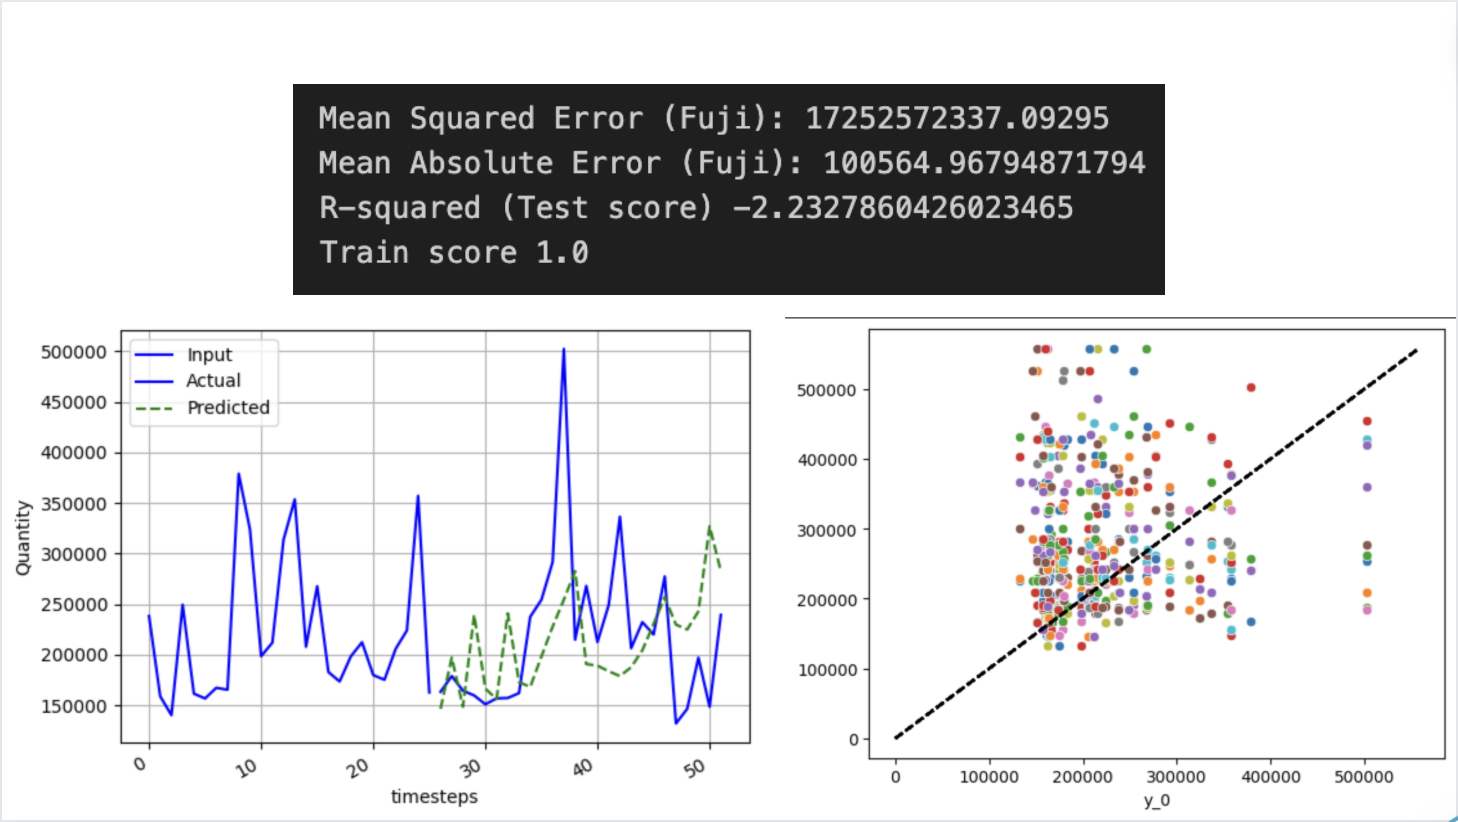 Mean Squared Error (Fuji): 17252572337.09295
Mean Absolute Error (Fuji): 100564.96794871794
R-squared (Test score) -2.2327860426023465
Train score 1.0
Input
Actual
Predicted
500000
450000
400000
350000
300000
250000
200000
150000
Quantity
0
10
20
30
40
50
timesteps
500000
400000
300000
200000
100000
0
0
100000
200000
300000
400000
500000
y_0